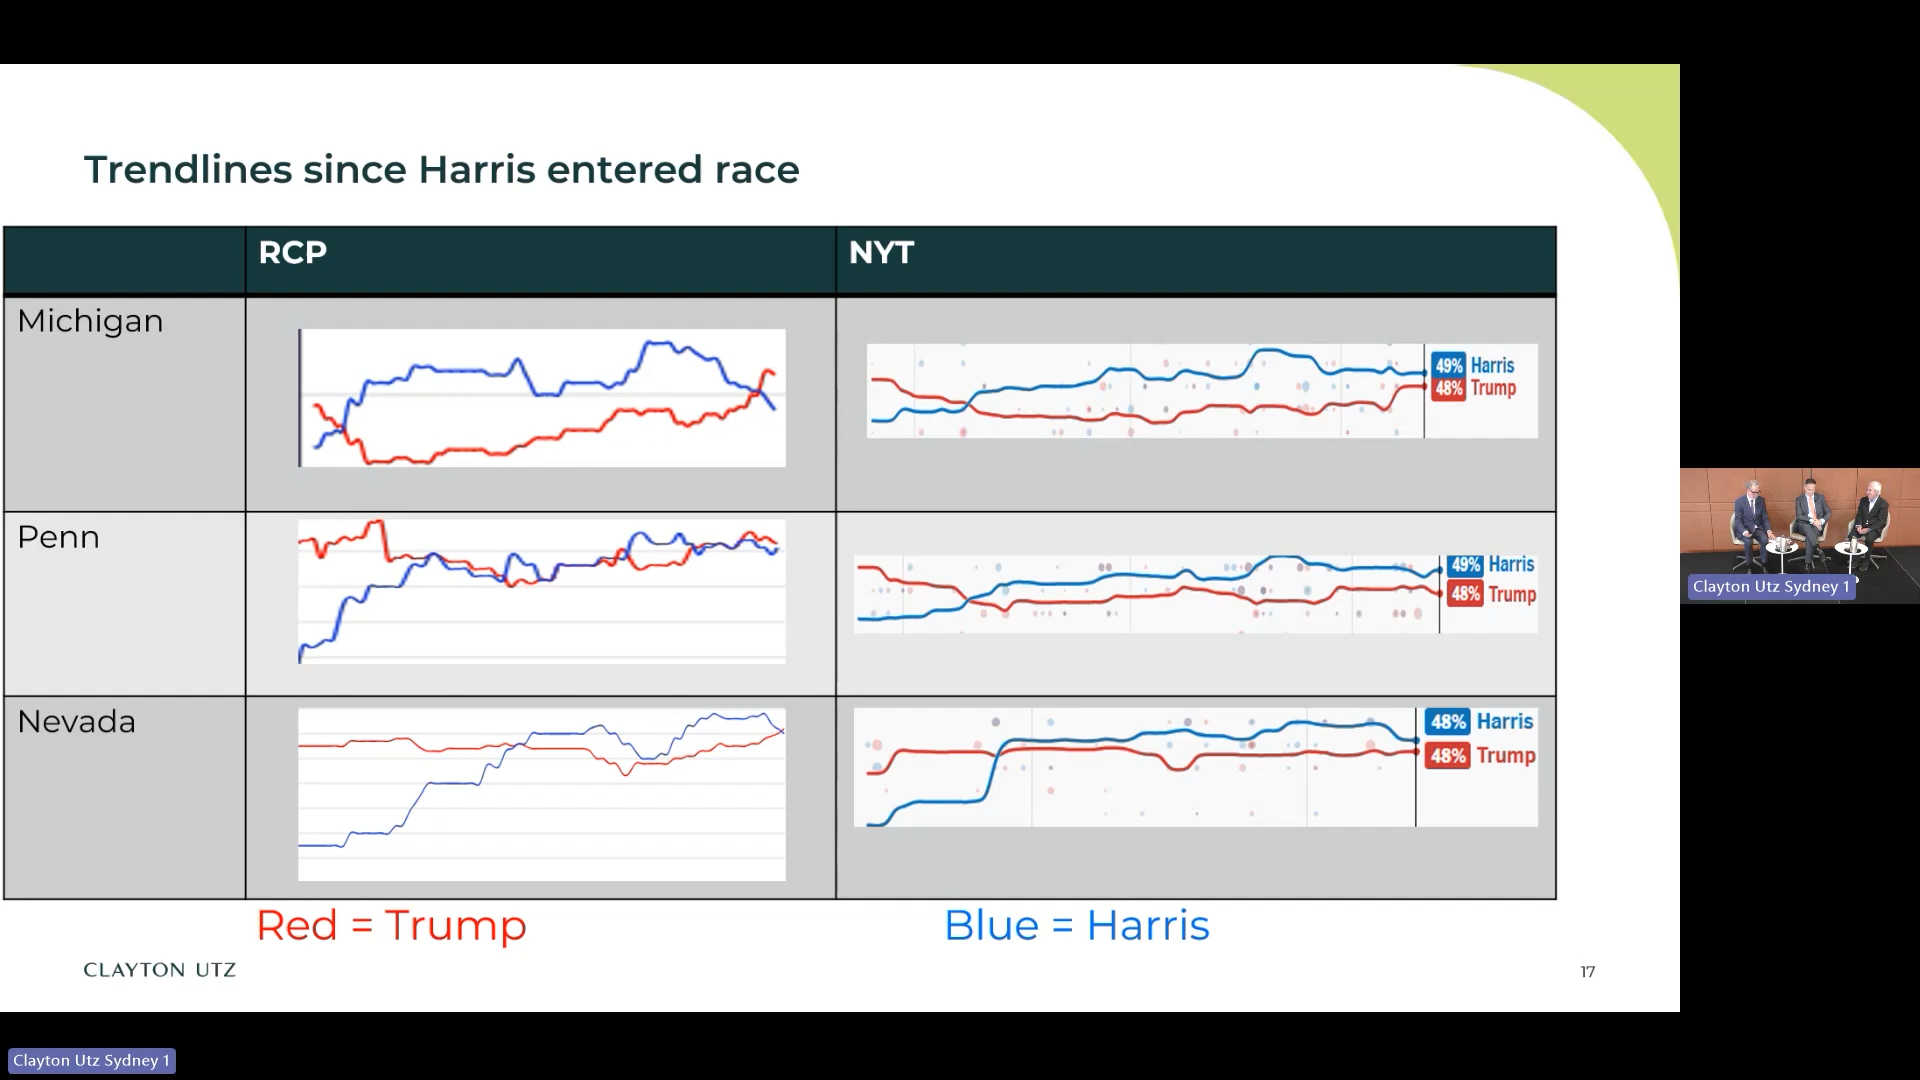 Trendlines since Harris entered race
RCP
NYT
Michigan
49% Harris
48% Trump
Penn
49% Harris
48% Trump
Nevada
48% Harris
48% Trump
Red = Trump
Blue = Harris
CLAYTON UTZ
17
Clayton Utz Sydney 1
Clayton Utz Sydney 1